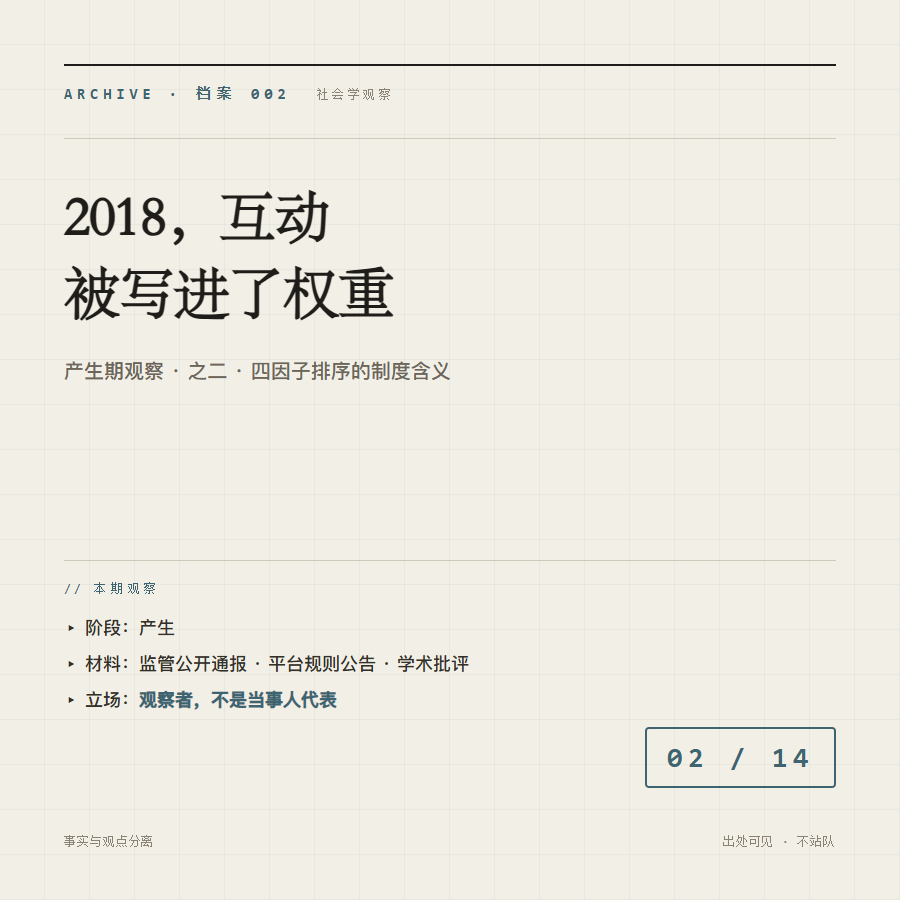 ARCHIVE · 档案 002 社会学观察
2018，互动
被写进了权重
产生期观察 · 之二 · 四因子排序的制度含义
// 本期观察
▸ 阶段：产生
▸ 材料：监管公开通报 · 平台规则公告 · 学术批评
▸ 立场：观察者，不是当事人代表
02 / 14
事实与观点分离
出处可见 · 不站队